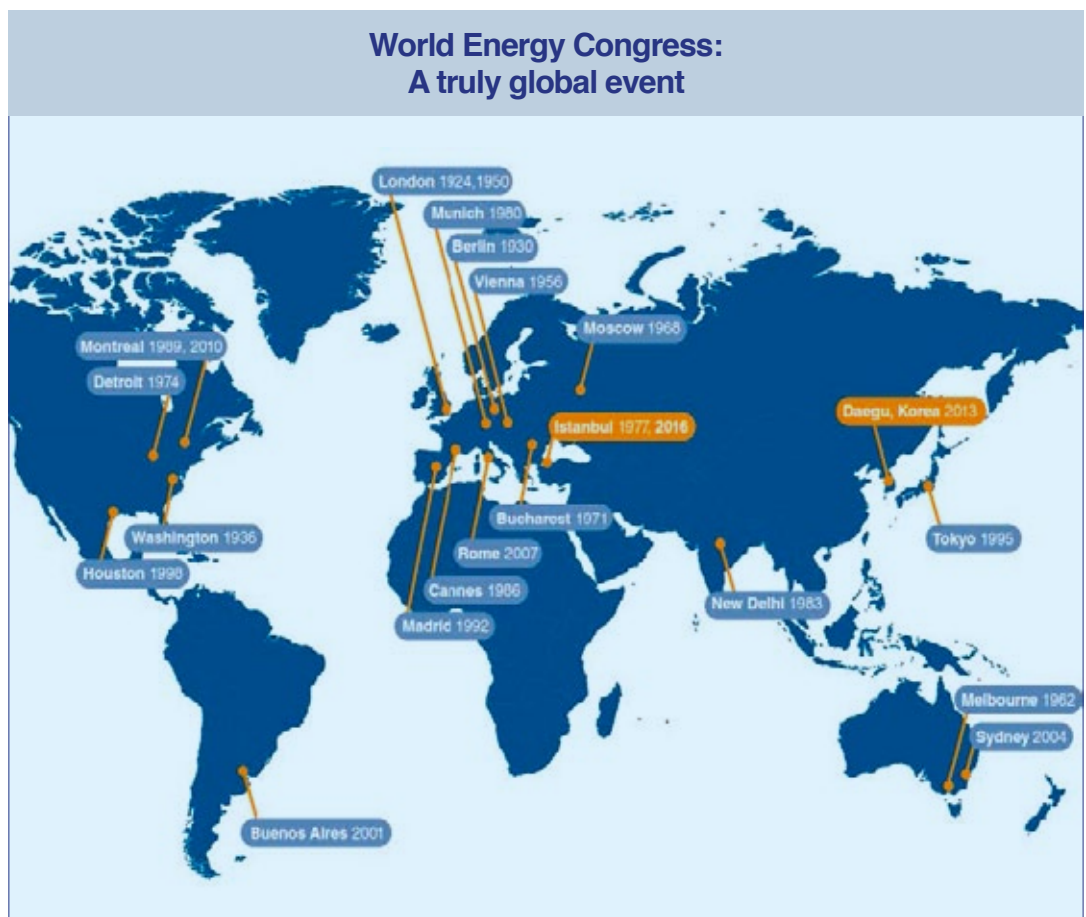 World Energy Congress:
A truly global event
London 1924,1950
Munich 1980
Berlin 1930
Vienna 1956
Moscow 1968
Montreal 1989, 2010
Detroit 1974
Daegu, Korea 2013
Istanbul 1977, 2016
Bucharest 1971
Washington 1936
Tokyo 1995
Rome 2007
Houston 1998
Cannes 1986
New Delhi 1983
Madrid 1992
Melbourne 1962
Sydney 2004
Buenos Aires 2001